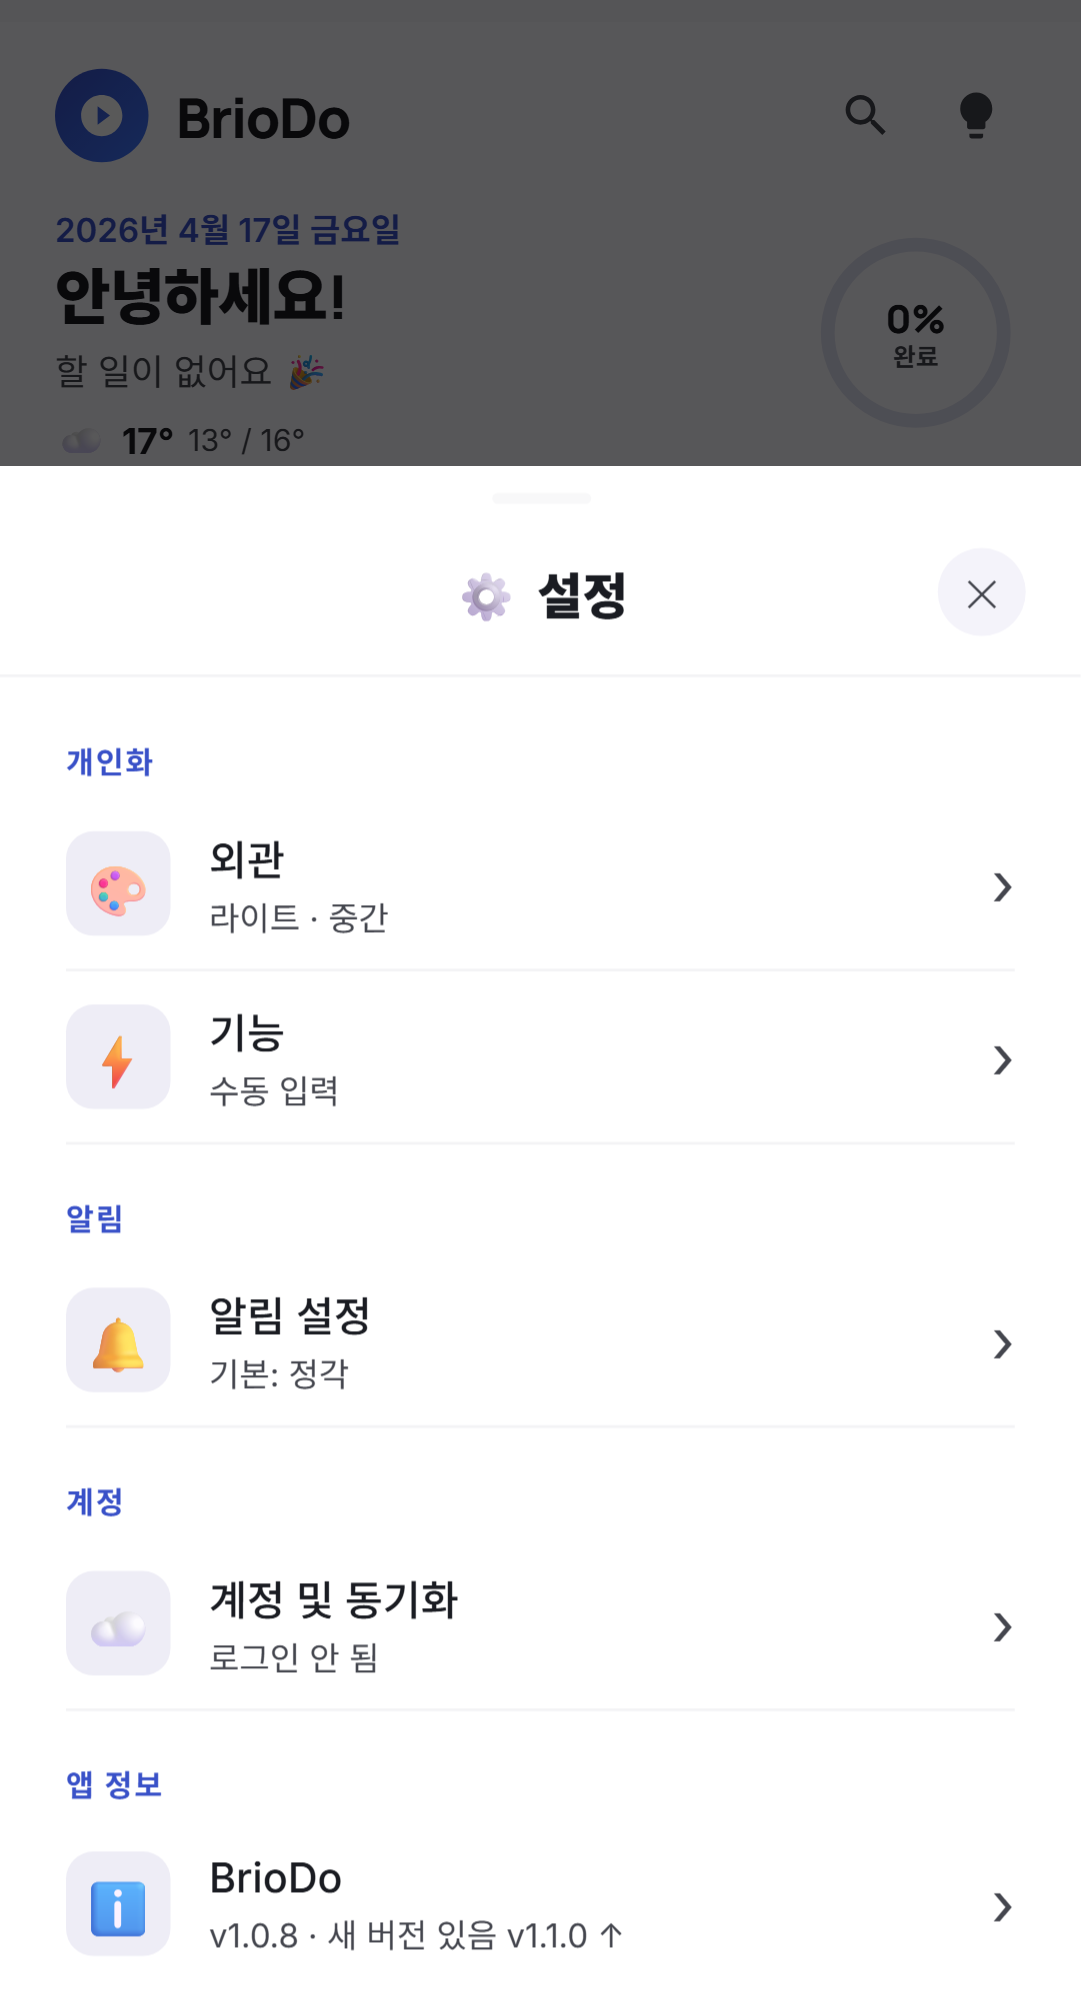 BrioDo
2026년 4월 17일 금요일
안녕하세요!
할 일이 없어요 🎉
17° 13° / 16°
0%
완료
설정
개인화
외관
라이트 · 중간
기능
수동 입력
알림
알림 설정
기본: 정각
계정
계정 및 동기화
로그인 안 됨
앱 정보
BrioDo
v1.0.8 · 새 버전 있음 v1.1.0 ↑